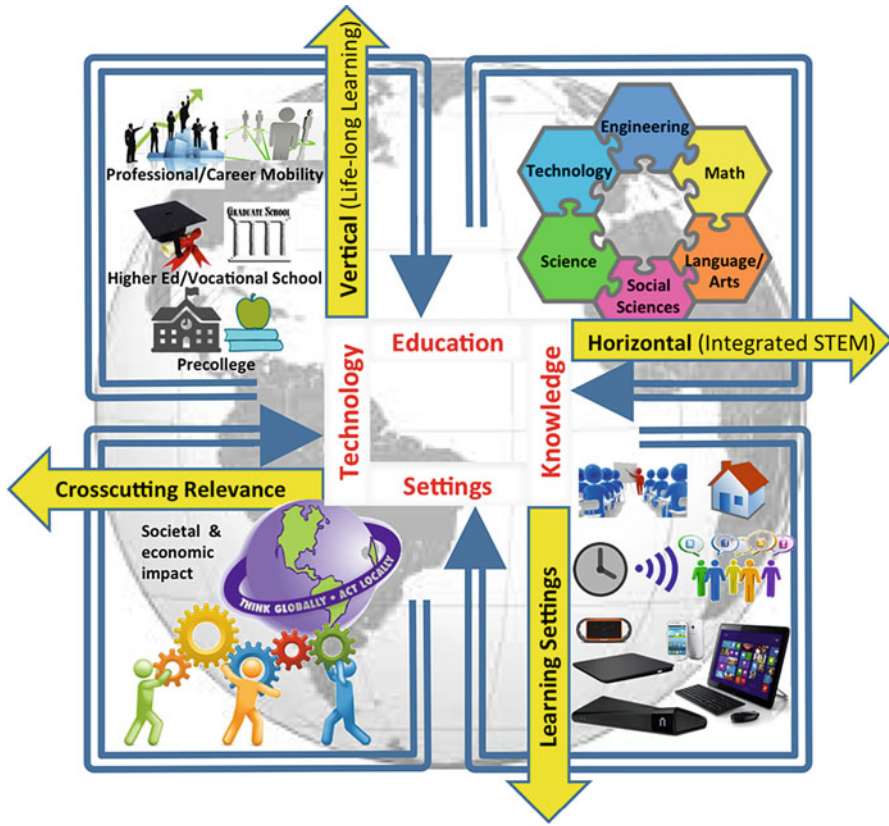 Vertical (Life-long Learning)
Professional/Career Mobility
GRADUATE SCHOOL
Higher Ed/Vocational School
Precollege
Engineering
Technology
Math
Science
Language/
Arts
Social
Sciences
Horizontal (Integrated STEM)
Education
Technology
Knowledge
Settings
Crosscutting Relevance
Societal &
economic
impact
THINK GLOBALLY • ACT LOCALLY
Learning Settings